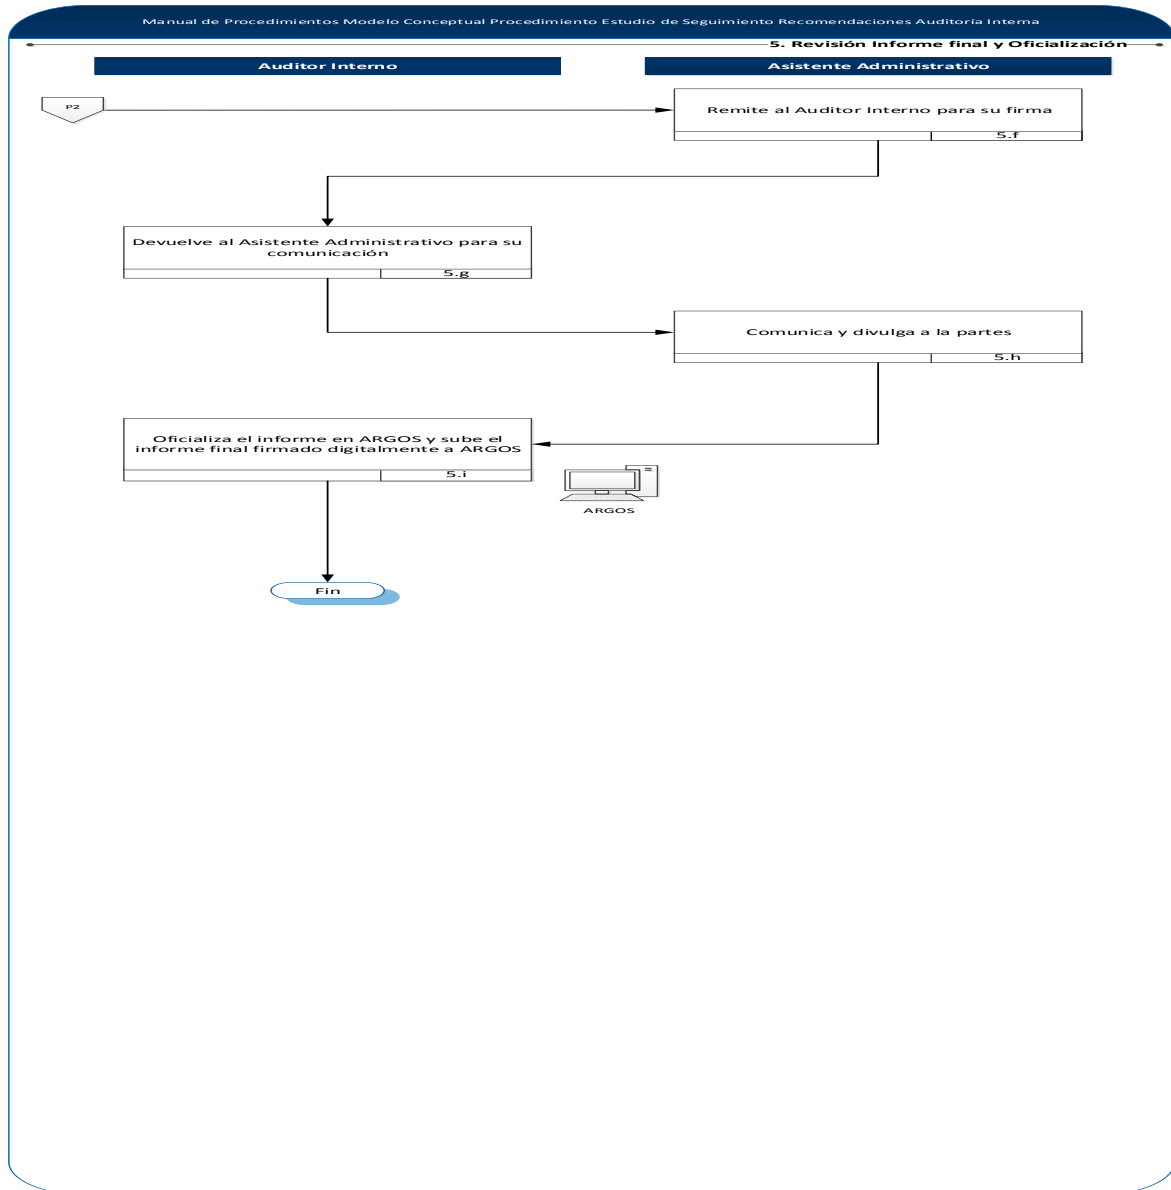 Manual de Procedimientos Modelo Conceptual Procedimiento Estudio de Seguimiento Recomendaciones Auditoría Interna
5. Revisión Informe final y Oficialización
Auditor Interno
Asistente Administrativo
P2
Remite al Auditor Interno para su firma
5.f
Devuelve al Asistente Administrativo para su
comunicación
5.g
Comunica y divulga a la partes
5.h
Oficializa el informe en ARGOS y sube el
informe final firmado digitalmente a ARGOS
5.i
ARGOS
Fin